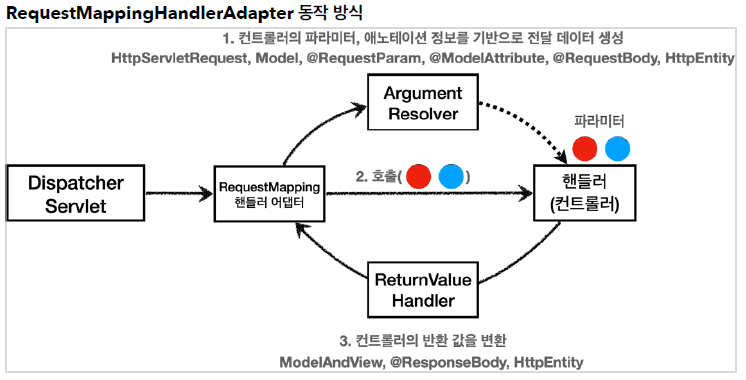 RequestMappingHandlerAdapter 동작 방식
1. 컨트롤러의 파라미터, 애노테이션 정보를 기반으로 전달 데이터 생성
HttpServletRequest, Model, @RequestParam, @ModelAttribute, @RequestBody, HttpEntity
Argument
Resolver
파라미터
Dispatcher
Servlet
RequestMapping
핸들러 어댑터
2. 호출( )
핸들러
(컨트롤러)
ReturnValue
Handler
3. 컨트롤러의 반환 값을 변환
ModelAndView, @ResponseBody, HttpEntity